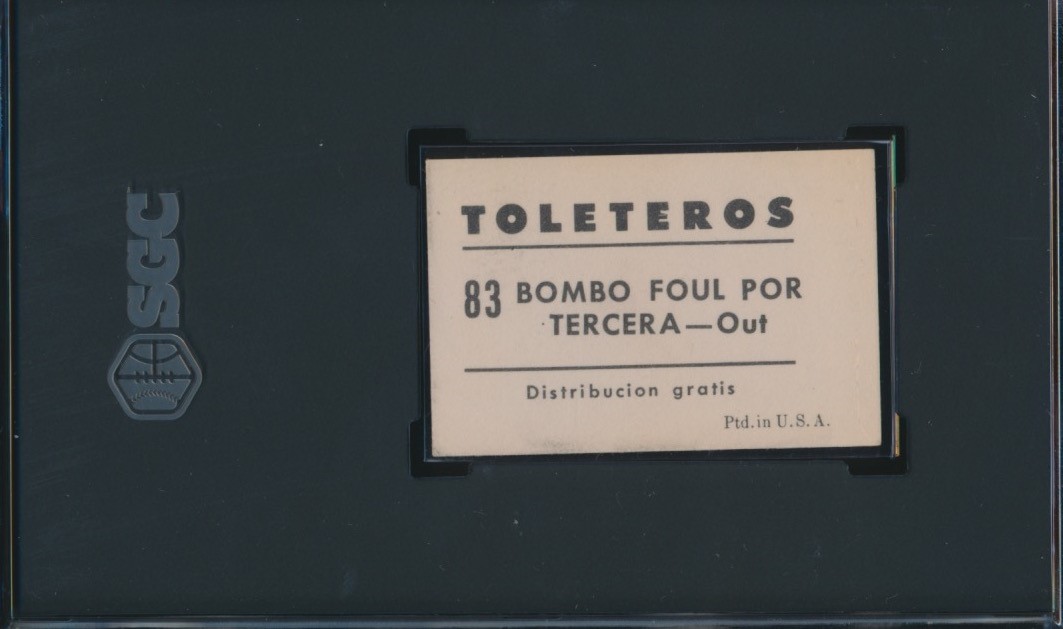 SGC
TOLETEROS
83 BOMBO FOUL POR
TERCERA—Out
Distribucion gratis
Ptd. in U. S. A.